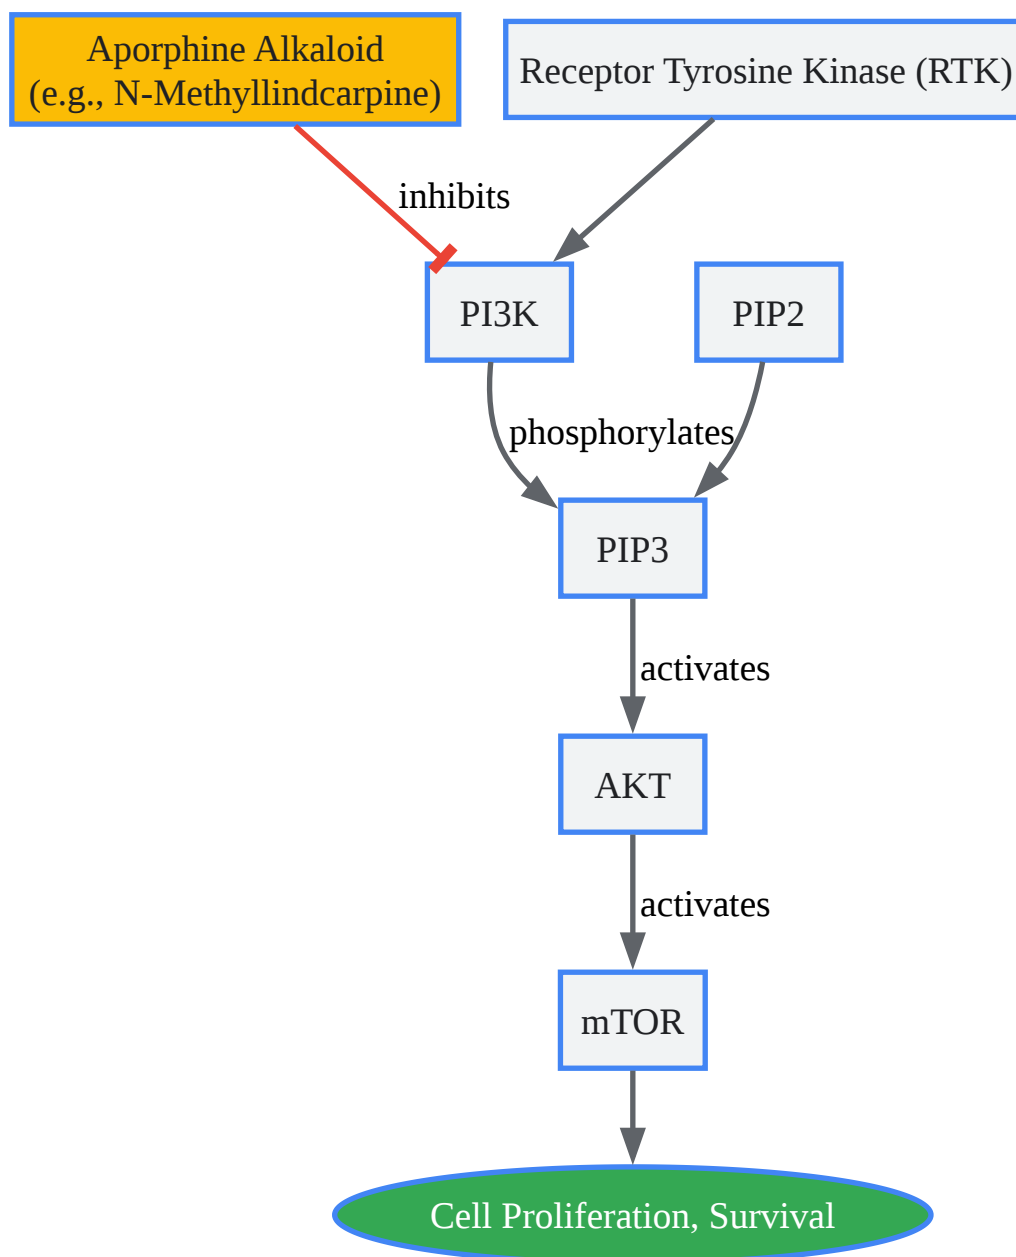 Aporphine Alkaloid
(e.g., N-Methyllindcarpine)
Receptor Tyrosine Kinase (RTK)
inhibits
PI3K
PIP2
phosphorylates
PIP3
activates
AKT
activates
mTOR
Cell Proliferation, Survival